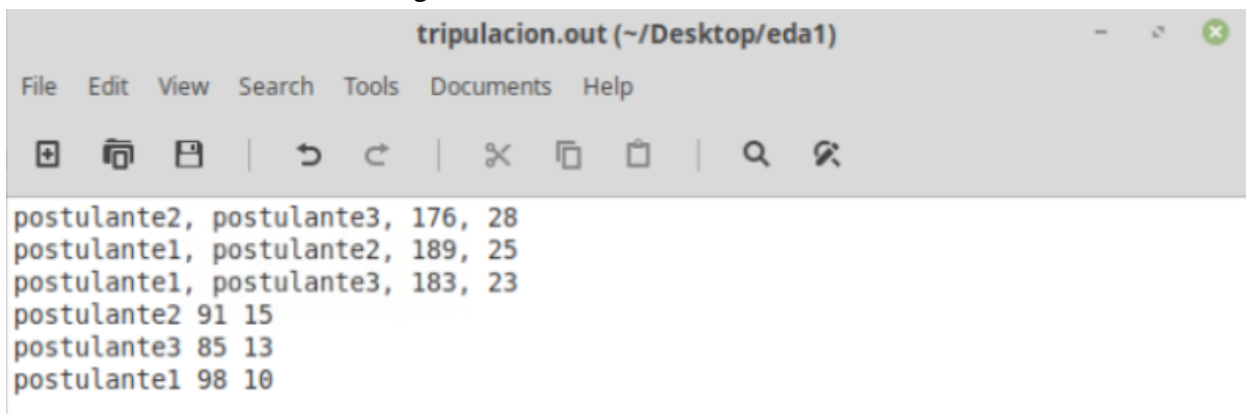 tripulacion.out (~/Desktop/eda1)
File Edit View Search Tools Documents Help
postulante2, postulante3, 176, 28
postulante1, postulante2, 189, 25
postulante1, postulante3, 183, 23
postulante2 91 15
postulante3 85 13
postulante1 98 10